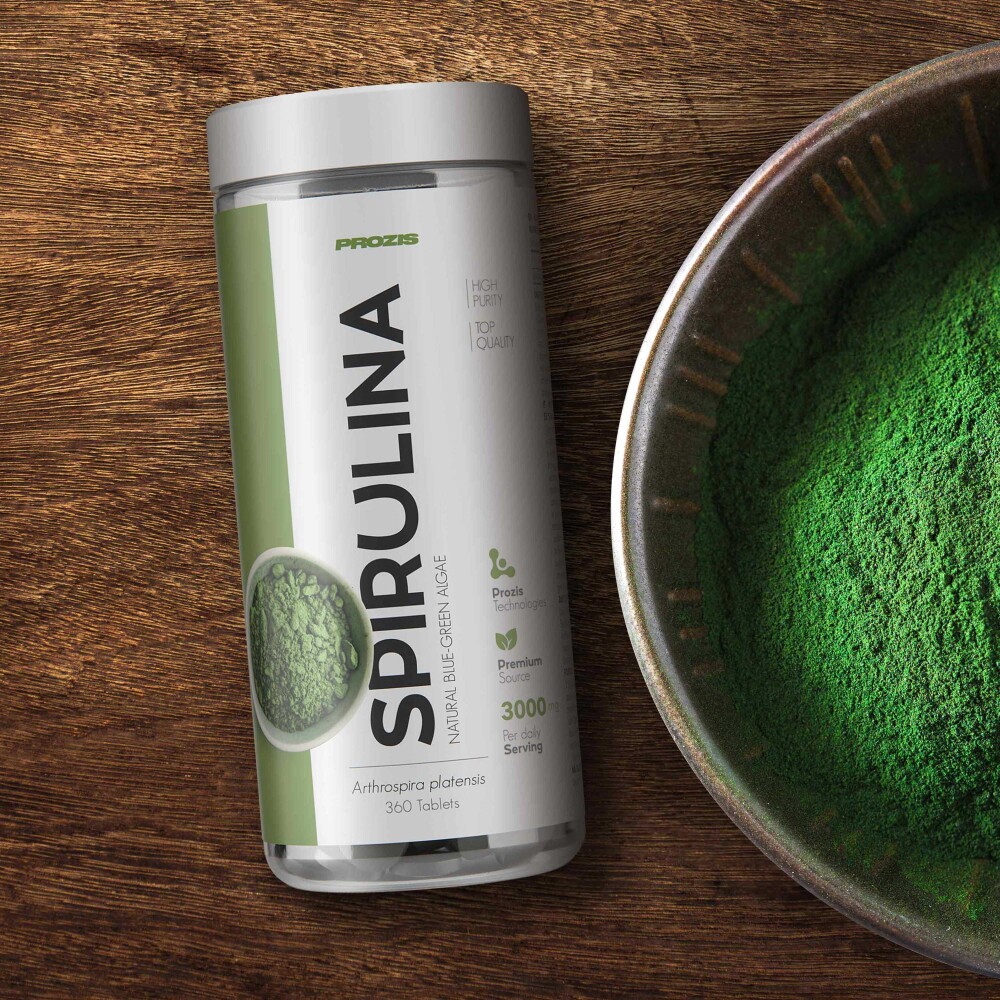 PROZIS
HIGH
PURITY
TOP
QUALITY
SPIRULINA
NATURAL BLUE-GREEN ALGAE
Prozis
Technologies
Premium
Source
3000mg
Per daily
Serving
Arthrospira platensis
360 Tablets